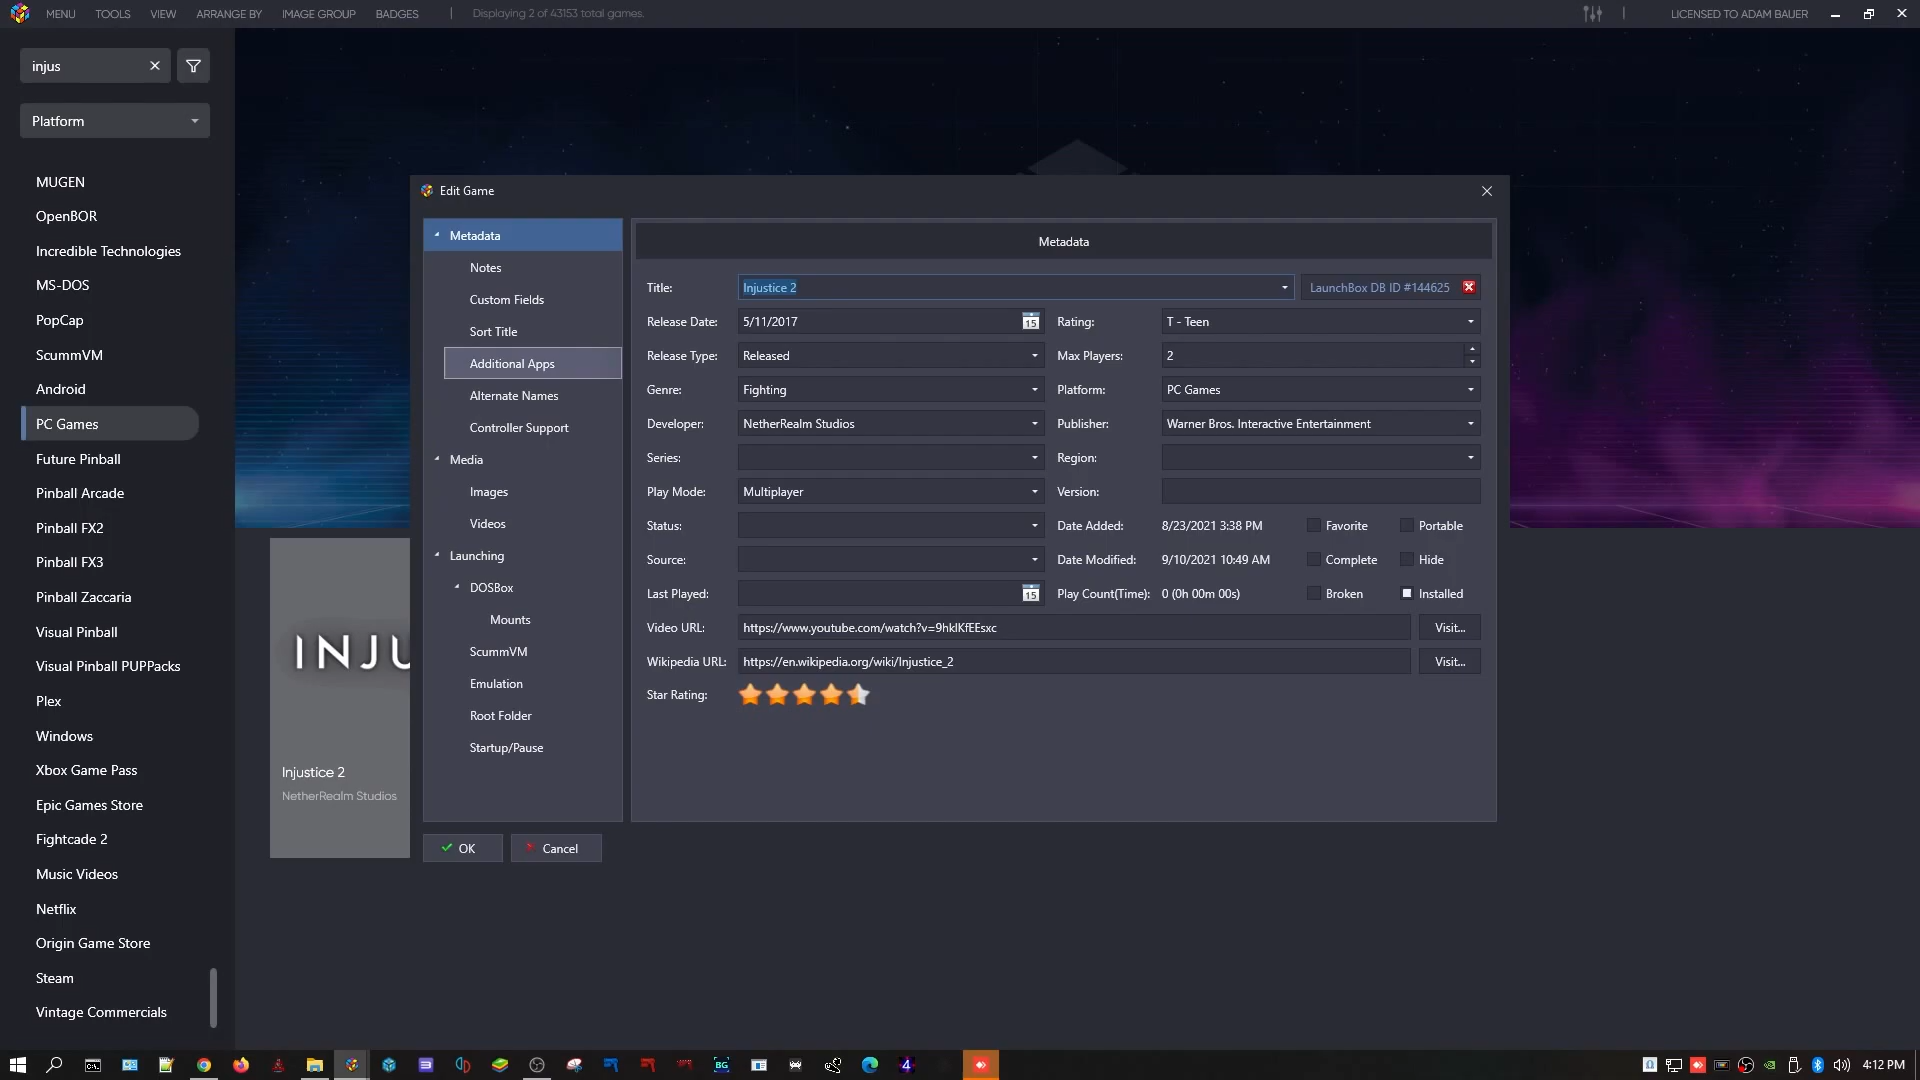 MENU TOOLS VIEW ARRANGE BY IMAGE GROUP BADGES | Displaying 2 of 43153 total games. LICENSED TO ADAM BAUER
injus
Platform
MUGEN
OpenBOR
Incredible Technologies
MS-DOS
PopCap
ScummVM
Android
PC Games
Future Pinball
Pinball Arcade
Pinball FX2
Pinball FX3
Pinball Zaccaria
Visual Pinball
Visual Pinball PUPPacks
Plex
Windows
Xbox Game Pass
Epic Games Store
Fightcade 2
Music Videos
Netflix
Origin Game Store
Steam
Vintage Commercials
INJU
Injustice 2
NetherRealm Studios
Edit Game
Metadata
Notes
Custom Fields
Sort Title
Additional Apps
Alternate Names
Controller Support
Media
Images
Videos
Launching
DOSBox
Mounts
ScummVM
Emulation
Root Folder
Startup/Pause
Metadata
Title: Injustice 2 LaunchBox DB ID #144625
Release Date: 5/11/2017 15 Rating: T - Teen
Release Type: Released Max Players: 2
Genre: Fighting Platform: PC Games
Developer: NetherRealm Studios Publisher: Warner Bros. Interactive Entertainment
Series: Region:
Play Mode: Multiplayer Version:
Status: Date Added: 8/23/2021 3:38 PM Favorite Portable
Source: Date Modified: 9/10/2021 10:49 AM Complete Hide
Last Played: 15 Play Count(Time): 0 (0h 00m 00s) Broken Installed
Video URL: https://www.youtube.com/watch?v=9hklKfEEsxc Visit...
Wikipedia URL: https://en.wikipedia.org/wiki/Injustice_2 Visit...
Star Rating:
OK Cancel
BG 4 4:12 PM